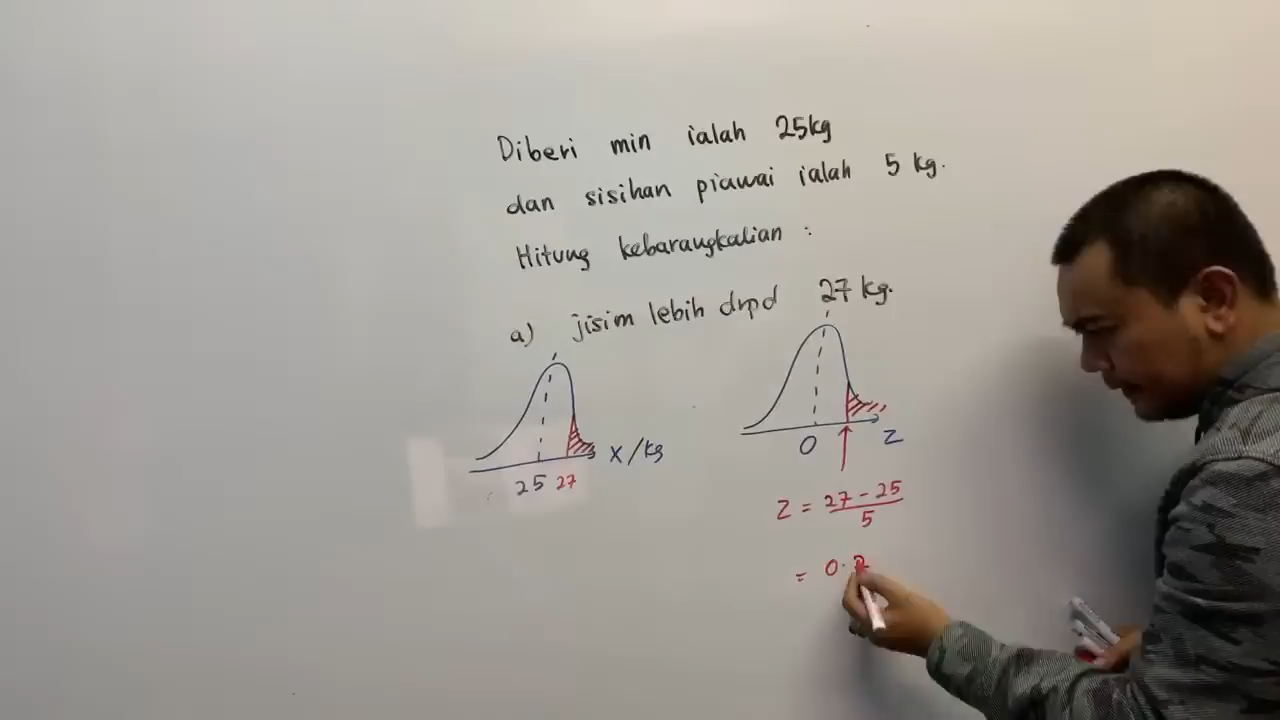 Diberi min ialah 25kg
dan sisihan piawai ialah 5 kg.
Hitung kebarangkalian :
a) jisim lebih drpd 27 kg.
25 27 X/kg
0 Z
Z = 27 - 25 / 5
= 0.